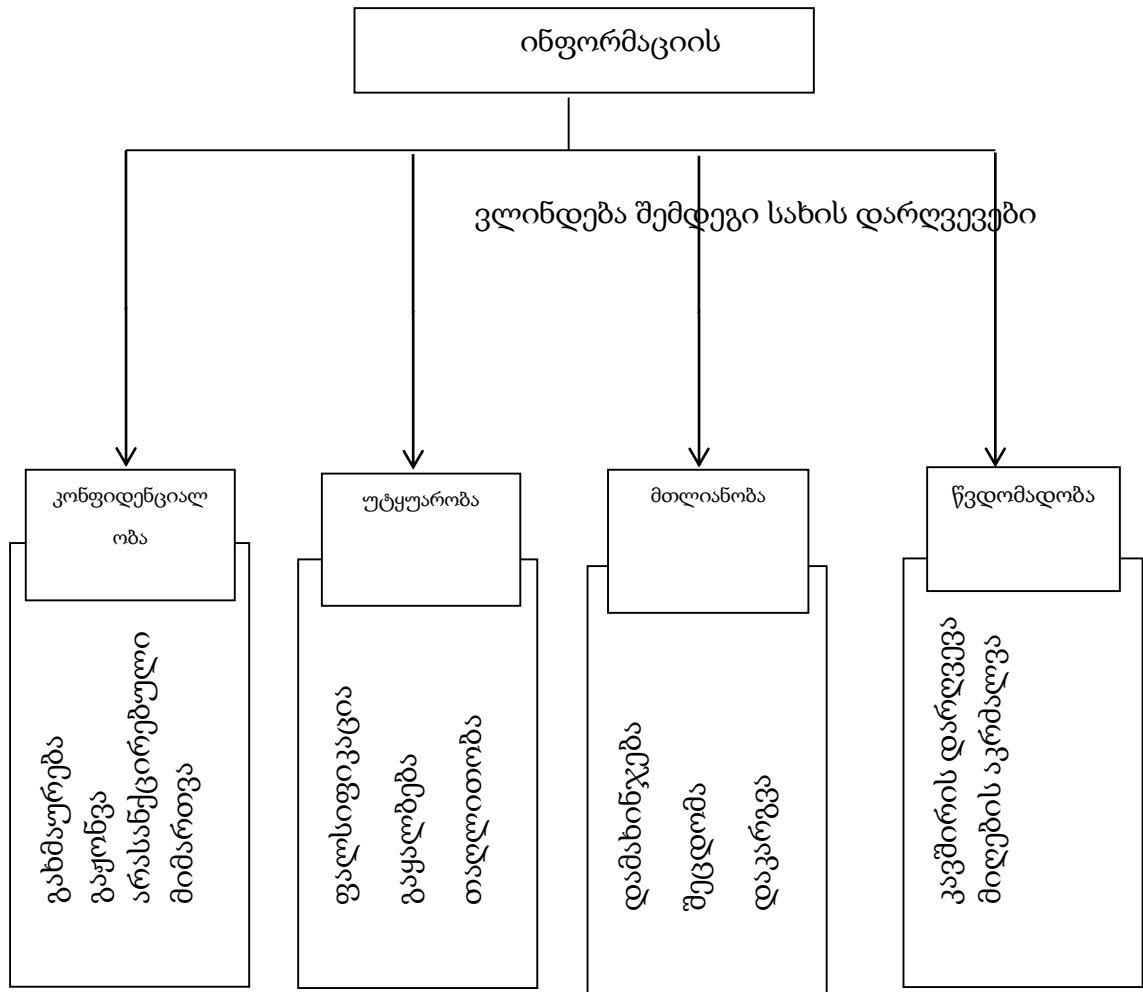 ინფორმაციის
ვლინდება შემდეგი სახის დარღვევები
კონფიდენციალ
ობა
გახმაურება
გაჟონვა
არასანქცირებული
მიმართვა
უტყუარობა
ფალსიფიკაცია
გაყალბება
თაღლითობა
მთლიანობა
დამახინჯება
შეცდომა
დაკარგვა
წვდომადობა
კავშირის დარღვევა
მიღების აკრძალვა